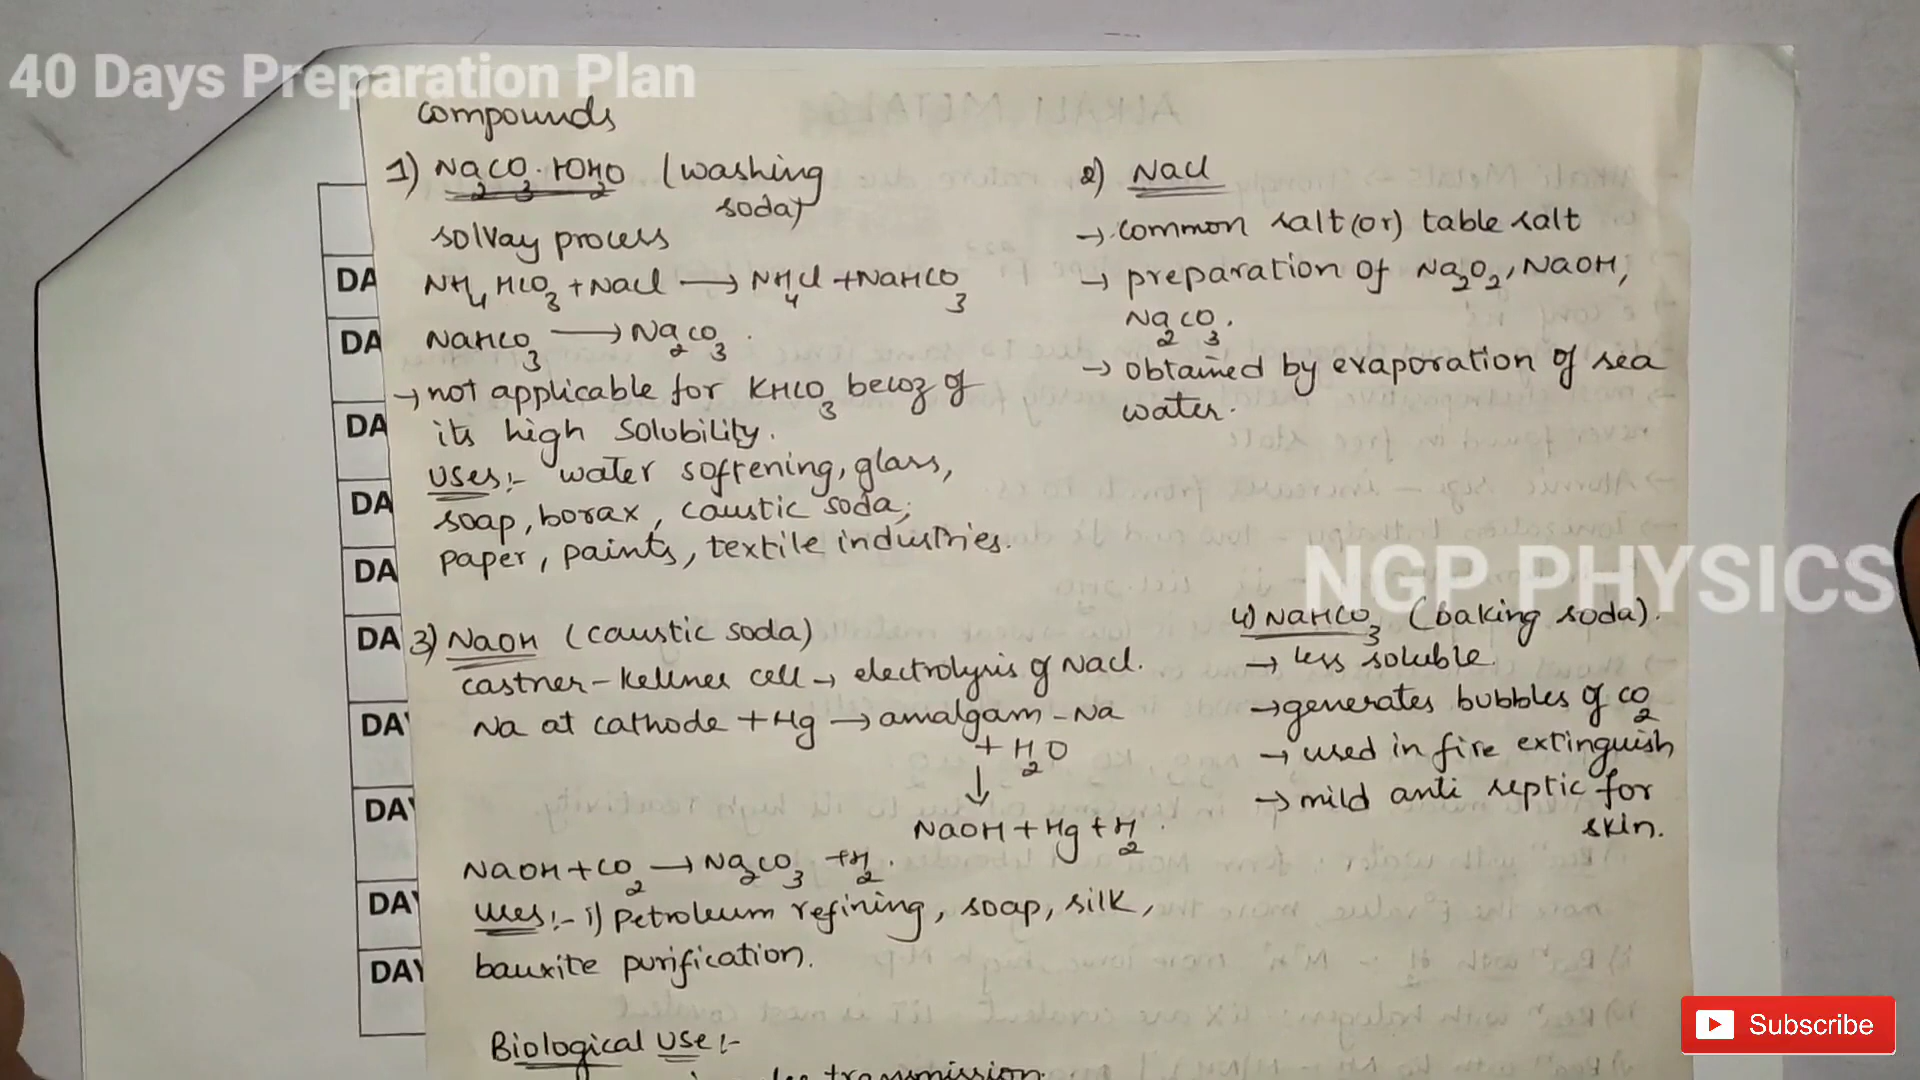 40 Days Preparation Plan
compounds
1) Na2CO3·10H2O (washing soda)
solvay process
NH4HCO3 + NaCl → NH4Cl + NaHCO3
NaHCO3 → Na2CO3.
→ not applicable for KHCO3 becoz of
its high solubility.
Uses:- water softening, glass,
soap, borax, caustic soda,
paper, paints, textile industries.
2) NaCl
→ common salt (or) table salt
→ preparation of Na2O2, NaOH,
Na2CO3.
→ obtained by evaporation of sea
water.
NGP PHYSICS
3) NaOH (caustic soda)
castner-kellner cell → electrolysis of NaCl.
Na at cathode + Hg → amalgam-Na
+ H2O
↓
NaOH + Hg + H2.
NaOH + CO2 → Na2CO3 + H2.
Uses:- i) Petroleum refining, soap, silk,
bauxite purification.
4) NaHCO3 (baking soda).
→ less soluble.
→ generates bubbles of CO2
→ used in fire extinguish
→ mild anti septic for
skin.
Biological Use:-
transmission
DA
DA
DA
DA
DA
DA
DAY
DAY
DAY
DAY
Subscribe